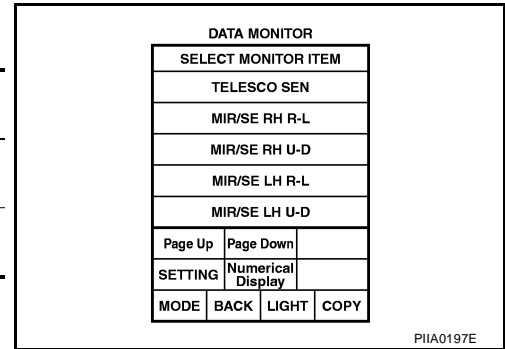 DATA MONITOR
SELECT MONITOR ITEM
TELESCO SEN
MIR/SE RH R-L
MIR/SE RH U-D
MIR/SE LH R-L
MIR/SE LH U-D
Page Up Page Down
SETTING Numerical Display
MODE BACK LIGHT COPY
PIIA0197E